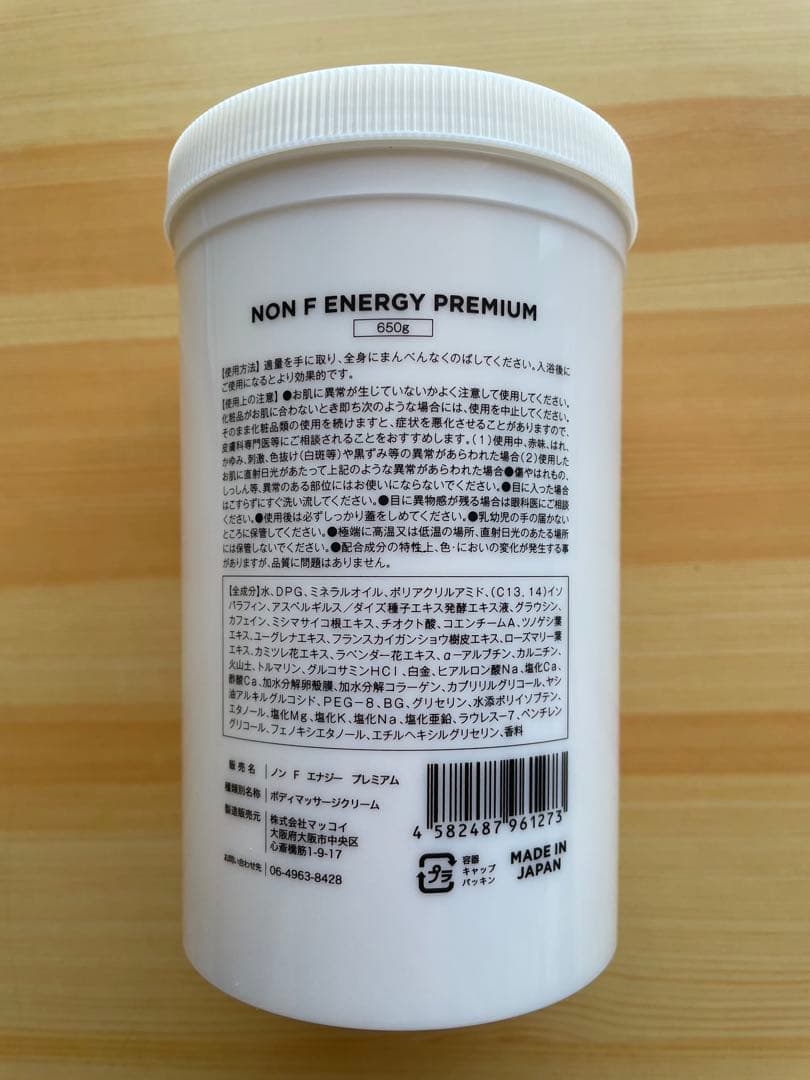 NON F ENERGY PREMIUM
650g
【使用方法】適量を手に取り、全身にまんべんなくのばしてください。入浴後に
ご使用になるとより効果的です。
【使用上の注意】●お肌に異常が生じていないかよく注意して使用してください。
化粧品がお肌に合わないとき即ち次のような場合には、使用を中止してください。
そのまま化粧品類の使用を続けますと、症状を悪化させることがありますので、
皮膚科専門医等にご相談されることをおすすめします。(1)使用中、赤味、はれ、
かゆみ、刺激、色抜け(白斑等)や黒ずみ等の異常があらわれた場合(2)使用した
お肌に直射日光があたって上記のような異常があらわれた場合●傷やはれもの、
しっしん等、異常のある部位にはお使いにならないでください。●目に入った場合
はこすらずにすぐ洗い流してください。●目に異物感が残る場合は眼科医にご相談
ください。●使用後は必ずしっかり蓋をしめてください。●乳幼児の手の届かない
ところに保管してください。●極端に高温又は低温の場所、直射日光のあたる場所
には保管しないでください。●配合成分の特性上、色・においの変化が発生する事
がありますが、品質に問題はありません。
【全成分】水、DPG、ミネラルオイル、ポリアクリルアミド、(C13,14)イソ
パラフィン、アスペルギルス/ダイズ種子エキス発酵エキス液、グラウシン、
カフェイン、ミシマサイコ根エキス、チオクト酸、コエンチームA、ツノゲシ葉
エキス、ユーグレナエキス、フランスカイガンショウ樹皮エキス、ローズマリー葉
エキス、カミツレ花エキス、ラベンダー花エキス、α-アルブチン、カルニチン、
火山土、トルマリン、グルコサミンHCl、白金、ヒアルロン酸Na、塩化Ca、
酢酸Ca、加水分解卵殻膜、加水分解コラーゲン、カプリリルグリコール、ヤシ
油アルキルグルコシド、PEG-8、BG、グリセリン、水添ポリイソブテン、
エタノール、塩化Mg、塩化K、塩化Na、塩化亜鉛、ラウレス-7、ペンチレン
グリコール、フェノキシエタノール、エチルヘキシルグリセリン、香料
販売名 ノン F エナジー プレミアム
種類別名称 ボディマッサージクリーム
製造販売元 株式会社マッコイ
大阪府大阪市中央区
心斎橋筋1-9-17
お問い合わせ先 06-4963-8428
4 582487 961273
プラ
容器
キャップ
パッキン
MADE IN
JAPAN